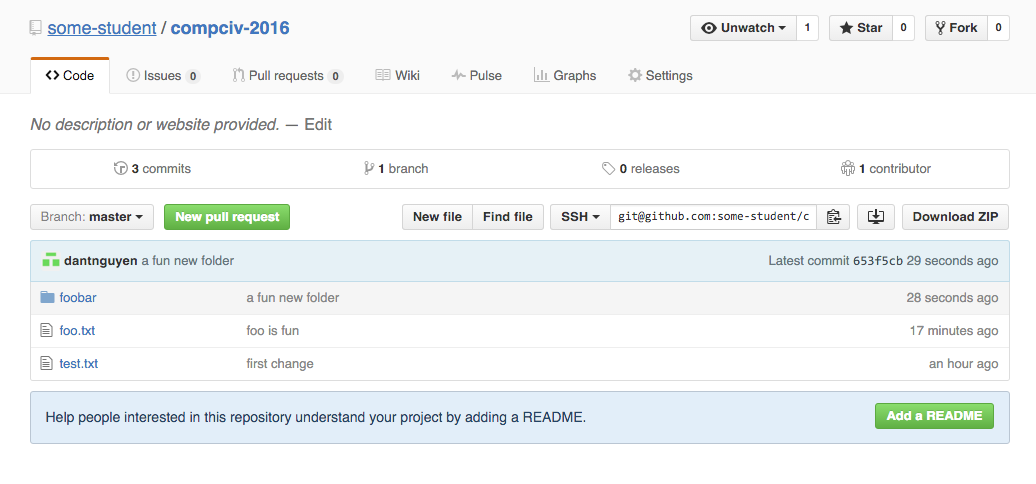 some-student / compciv-2016 Unwatch 1 Star 0 Fork 0
Code Issues 0 Pull requests 0 Wiki Pulse Graphs Settings
No description or website provided. — Edit
3 commits 1 branch 0 releases 1 contributor
Branch: master New pull request New file Find file SSH git@github.com:some-student/c Download ZIP
dantnguyen a fun new folder Latest commit 653f5cb 29 seconds ago
foobar a fun new folder 28 seconds ago
foo.txt foo is fun 17 minutes ago
test.txt first change an hour ago
Help people interested in this repository understand your project by adding a README. Add a README